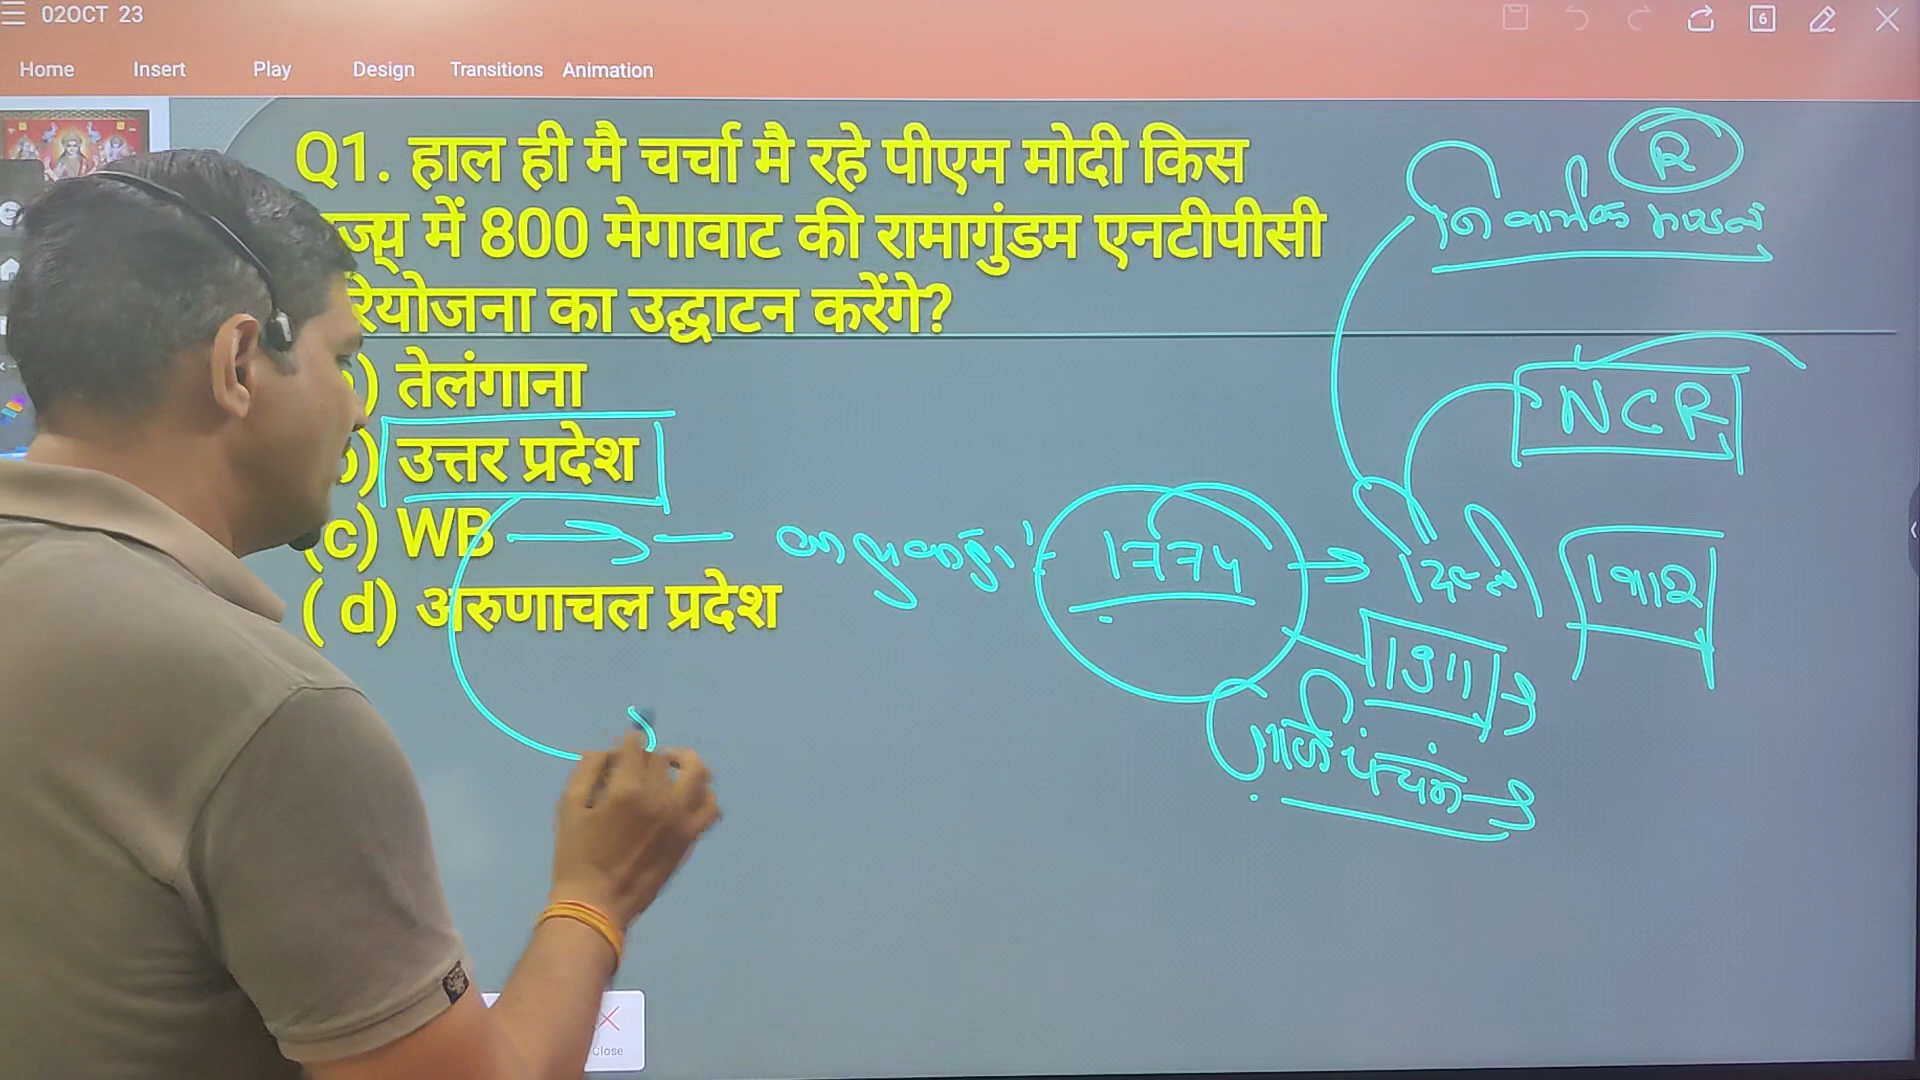 02OCT 23
6
Home Insert Play Design Transitions Animation
Q1. हाल ही मै चर्चा मै रहे पीएम मोदी किस
में 800 मेगावाट की रामागुंडम एनटीपीसी
का उद्घाटन करेंगे?
) तेलंगाना
) उत्तर प्रदेश
(c) WB
( d) अरुणाचल प्रदेश
R
NCR
1774
1912
1911
Close